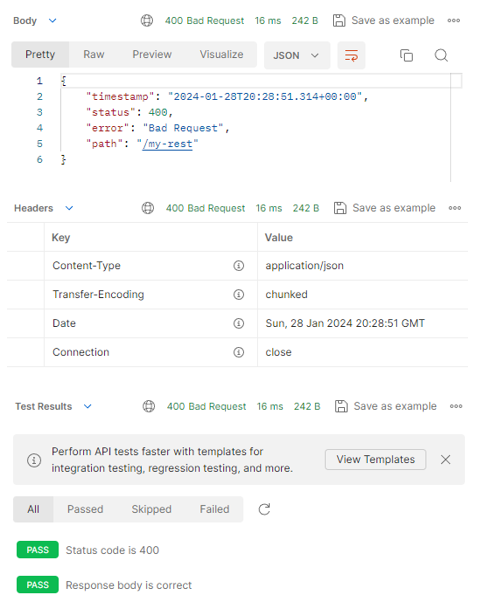 Body 400 Bad Request 16 ms 242 B Save as example
Pretty Raw Preview Visualize JSON
1 {
2 "timestamp": "2024-01-28T20:28:51.314+00:00",
3 "status": 400,
4 "error": "Bad Request",
5 "path": "/my-rest"
6 }
Headers 400 Bad Request 16 ms 242 B Save as example
Key Value
Content-Type application/json
Transfer-Encoding chunked
Date Sun, 28 Jan 2024 20:28:51 GMT
Connection close
Test Results 400 Bad Request 16 ms 242 B Save as example
Perform API tests faster with templates for
integration testing, regression testing, and more.
View Templates
All Passed Skipped Failed
PASS Status code is 400
PASS Response body is correct